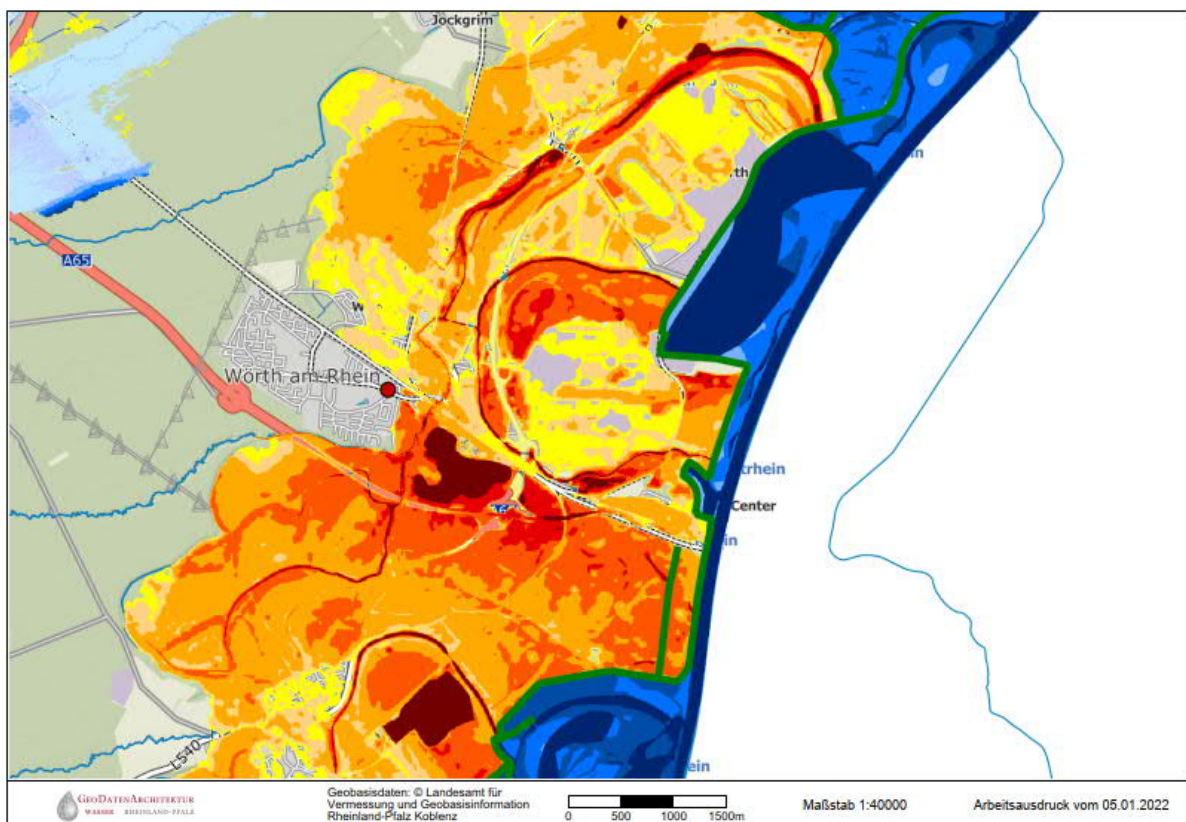 Jockgrim
A65
Wörth am Rhein
Center
L540
GEODATENARCHITEKTUR
WASSER RHEINLAND-PFALZ
Geobasisdaten: © Landesamt für
Vermessung und Geobasisinformation
Rheinland-Pfalz Koblenz
0 500 1000 1500m
Maßstab 1:40000
Arbeitsausdruck vom 05.01.2022